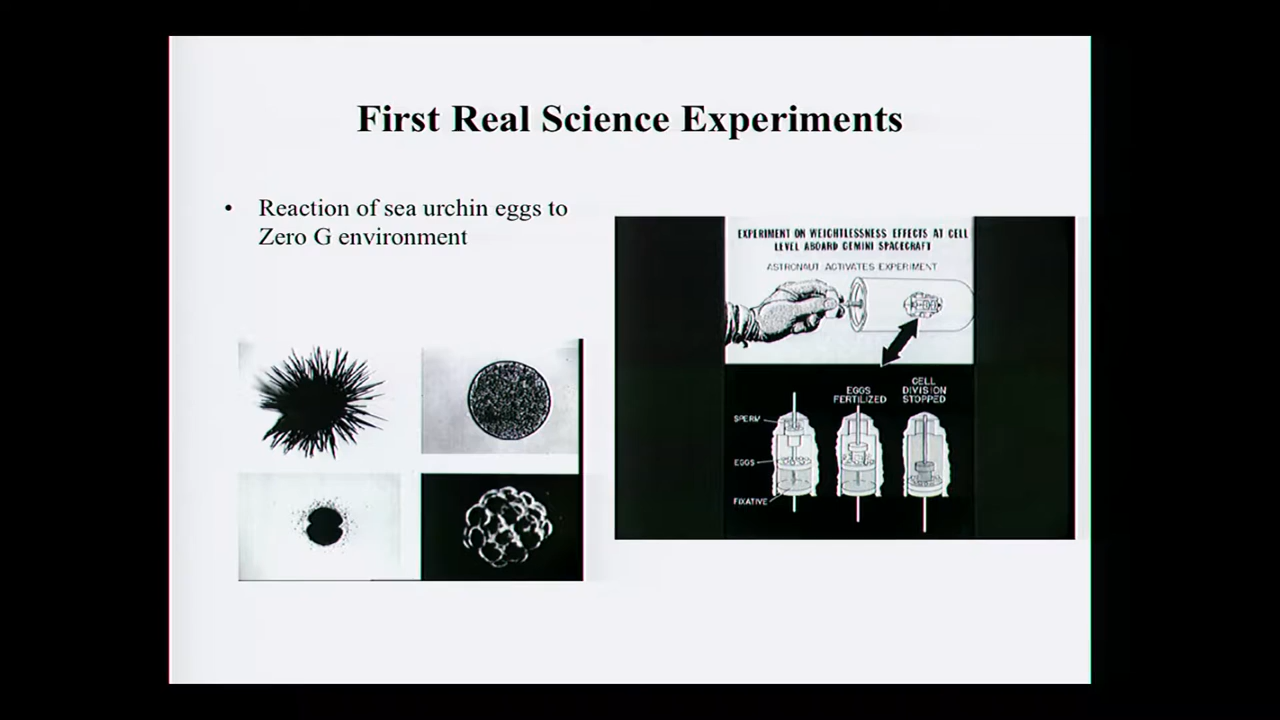 First Real Science Experiments
• Reaction of sea urchin eggs to
Zero G environment
EXPERIMENT ON WEIGHTLESSNESS EFFECTS AT CELL
LEVEL ABOARD GEMINI SPACECRAFT
ASTRONAUT ACTIVATES EXPERIMENT
SPERM
EGGS
FIXATIVE
EGGS
FERTILIZED
CELL
DIVISION
STOPPED